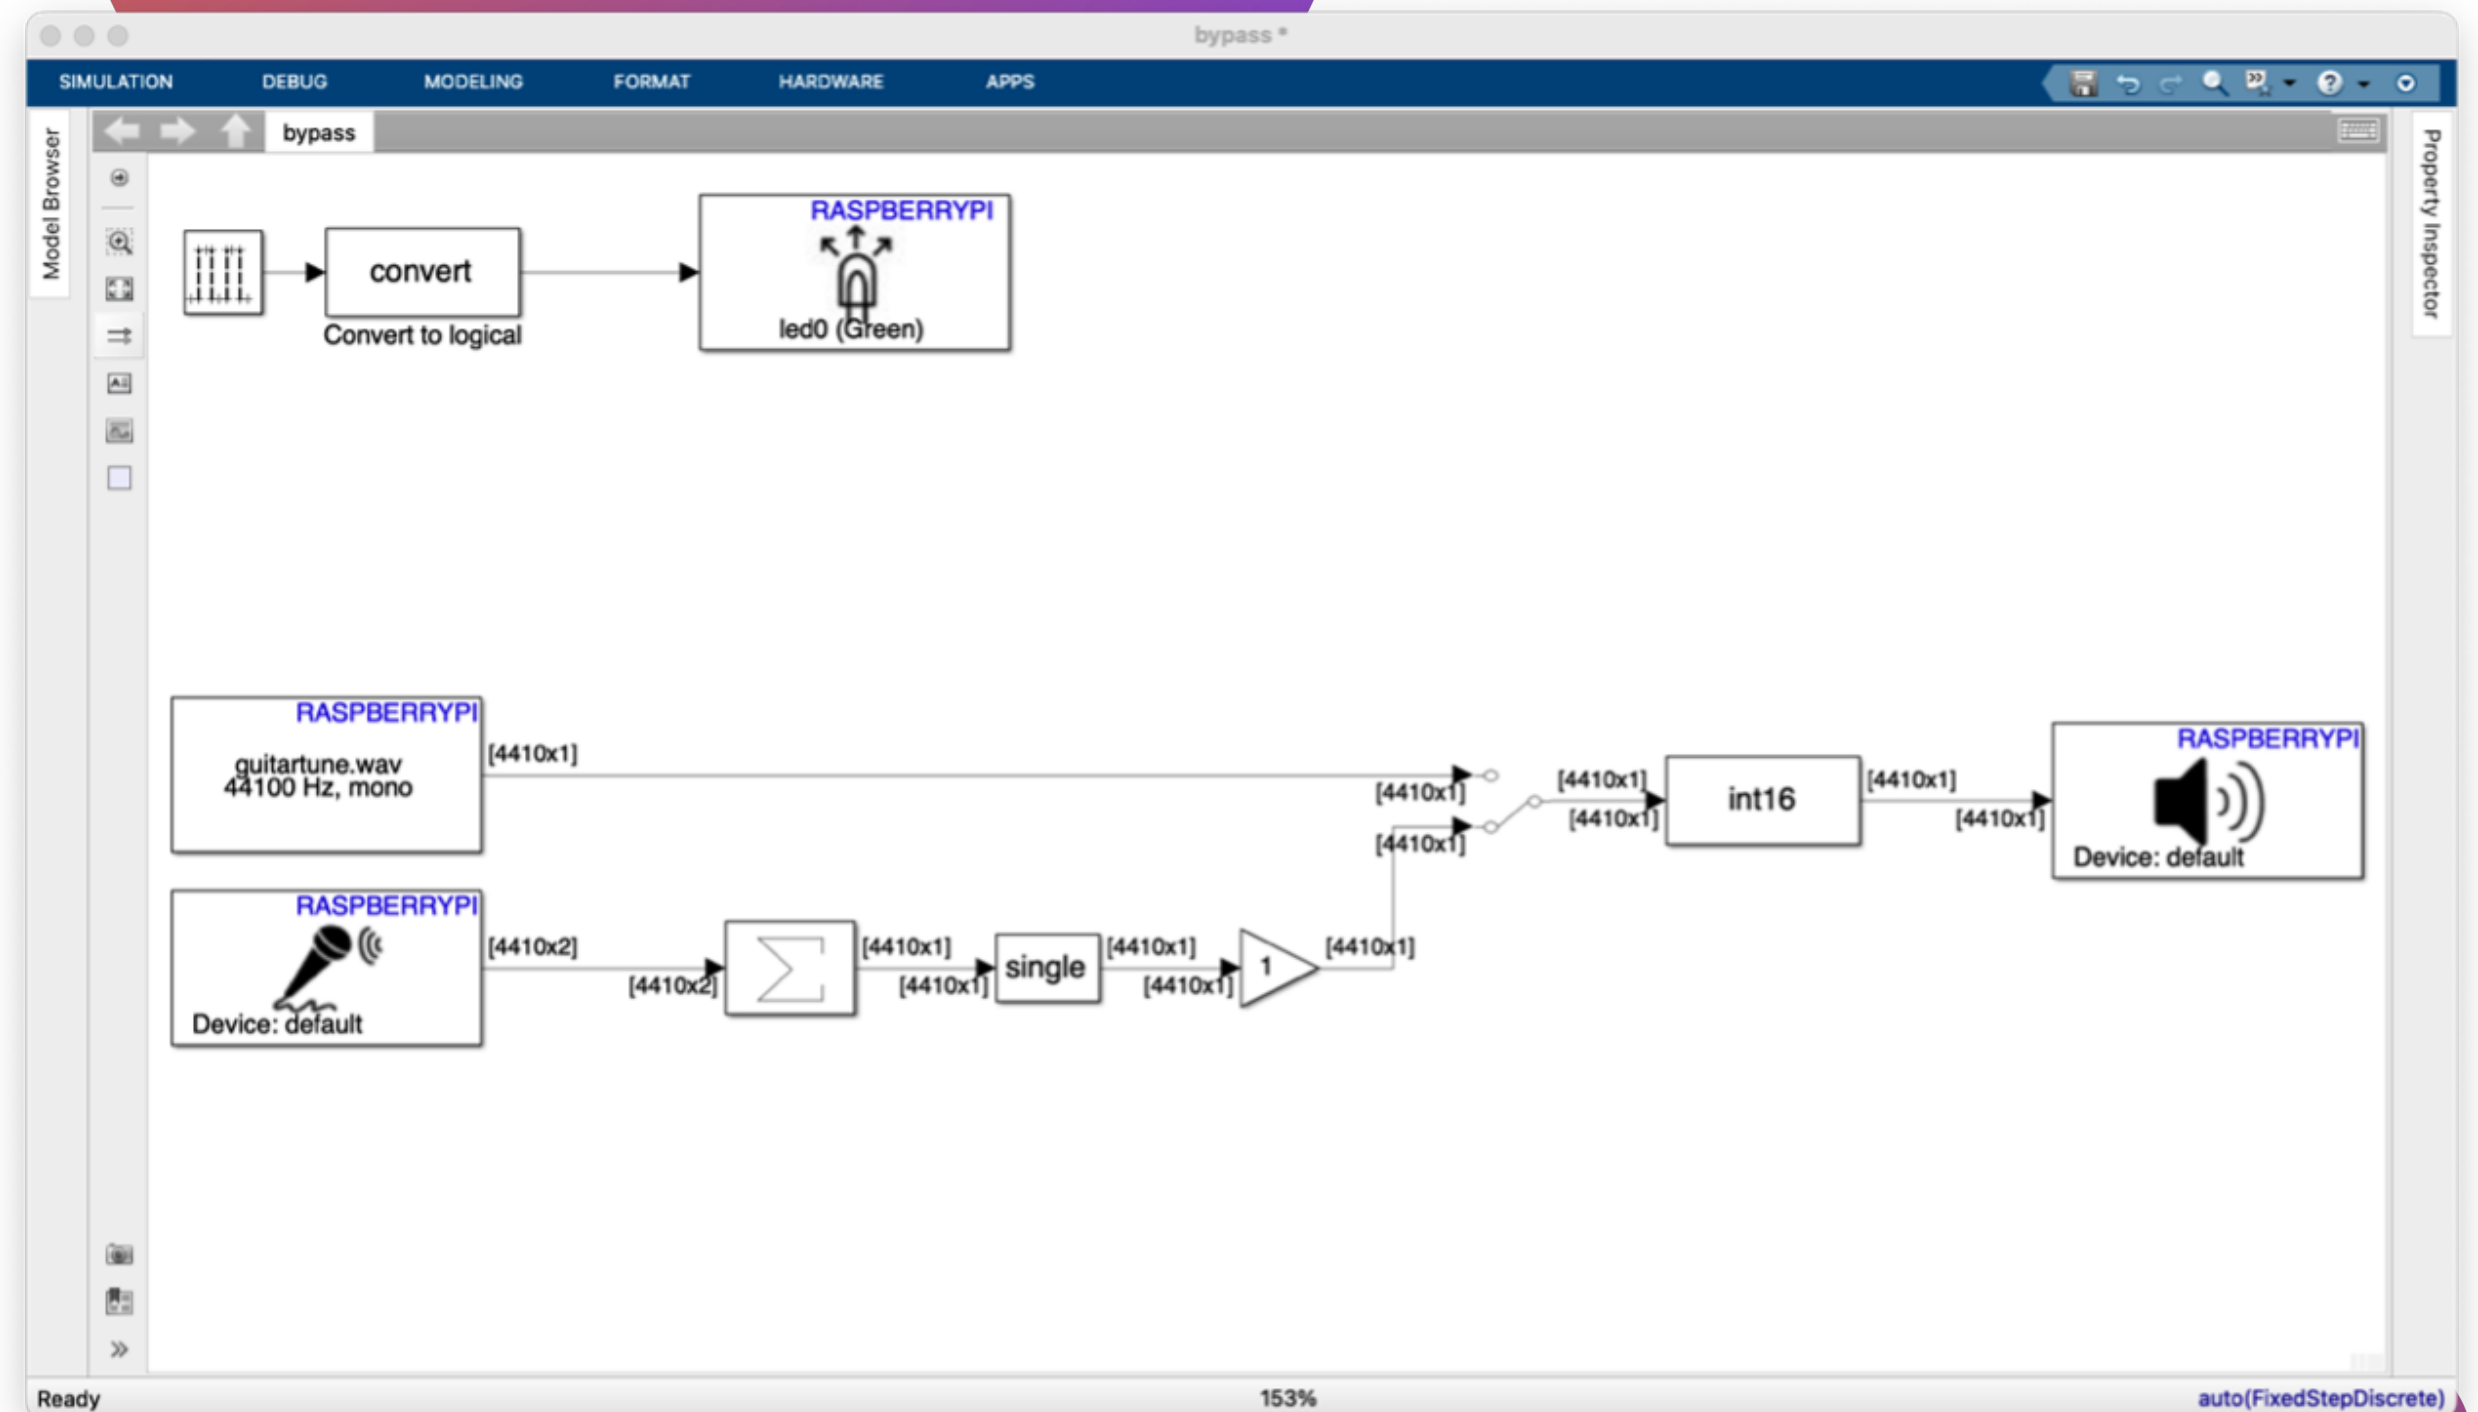 bypass *
SIMULATION DEBUG MODELING FORMAT HARDWARE APPS
Model Browser
bypass
Property Inspector
RASPBERRYPI
convert
led0 (Green)
Convert to logical
RASPBERRYPI
guitartune.wav
44100 Hz, mono
[4410x1]
[4410x1]
[4410x1]
[4410x1]
[4410x1]
int16
[4410x1]
[4410x1]
RASPBERRYPI
Device: default
RASPBERRYPI
Device: default
[4410x2]
[4410x2]
[4410x1]
[4410x1]
single
[4410x1]
[4410x1]
1
[4410x1]
Ready 153% auto(FixedStepDiscrete)